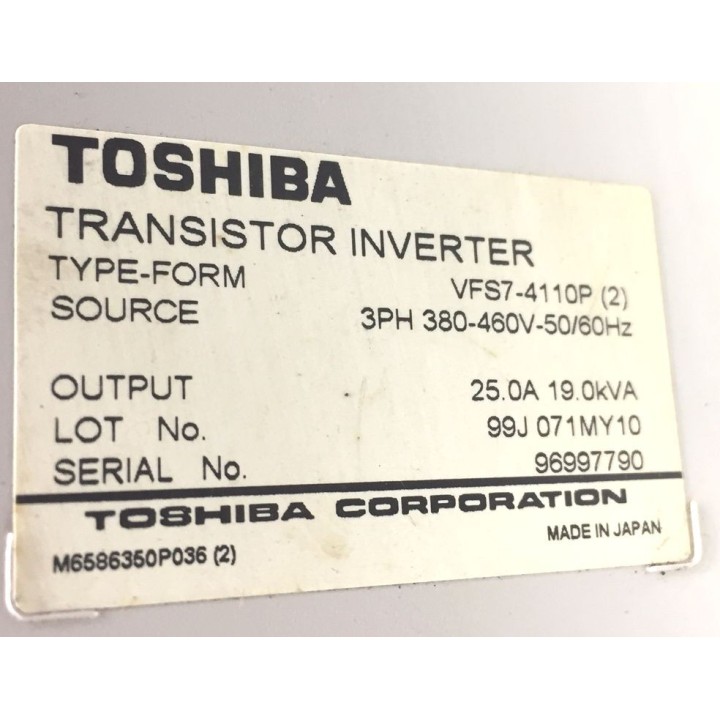 TOSHIBA
TRANSISTOR INVERTER
TYPE-FORM VFS7-4110P (2)
SOURCE 3PH 380-460V-50/60Hz
OUTPUT 25.0A 19.0kVA
LOT No. 99J 071MY10
SERIAL No. 96997790
TOSHIBA CORPORATION
M6586350P036 (2) MADE IN JAPAN